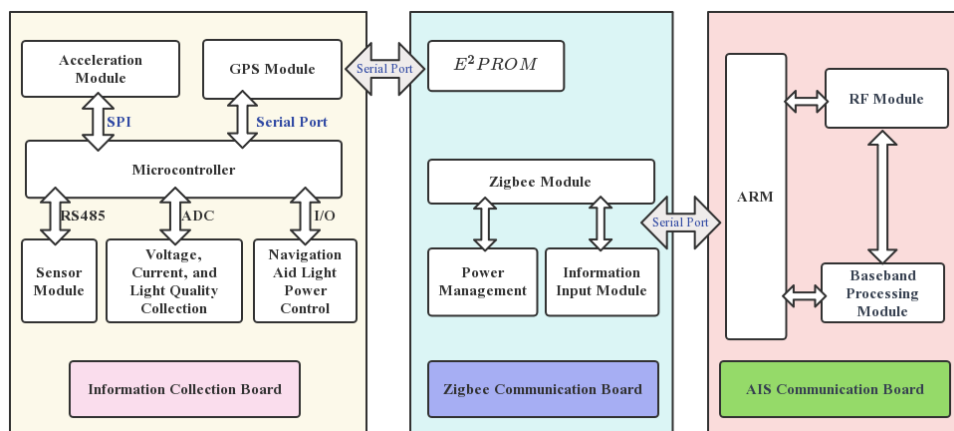 Acceleration
Module
GPS Module
SPI
Serial Port
Microcontroller
RS485
ADC
I/O
Sensor
Module
Voltage,
Current, and
Light Quality
Collection
Navigation
Aid Light
Power
Control
Information Collection Board
Serial Port
E²PROM
Zigbee Module
Power
Management
Information
Input Module
Zigbee Communication Board
Serial Port
ARM
RF Module
Baseband
Processing
Module
AIS Communication Board